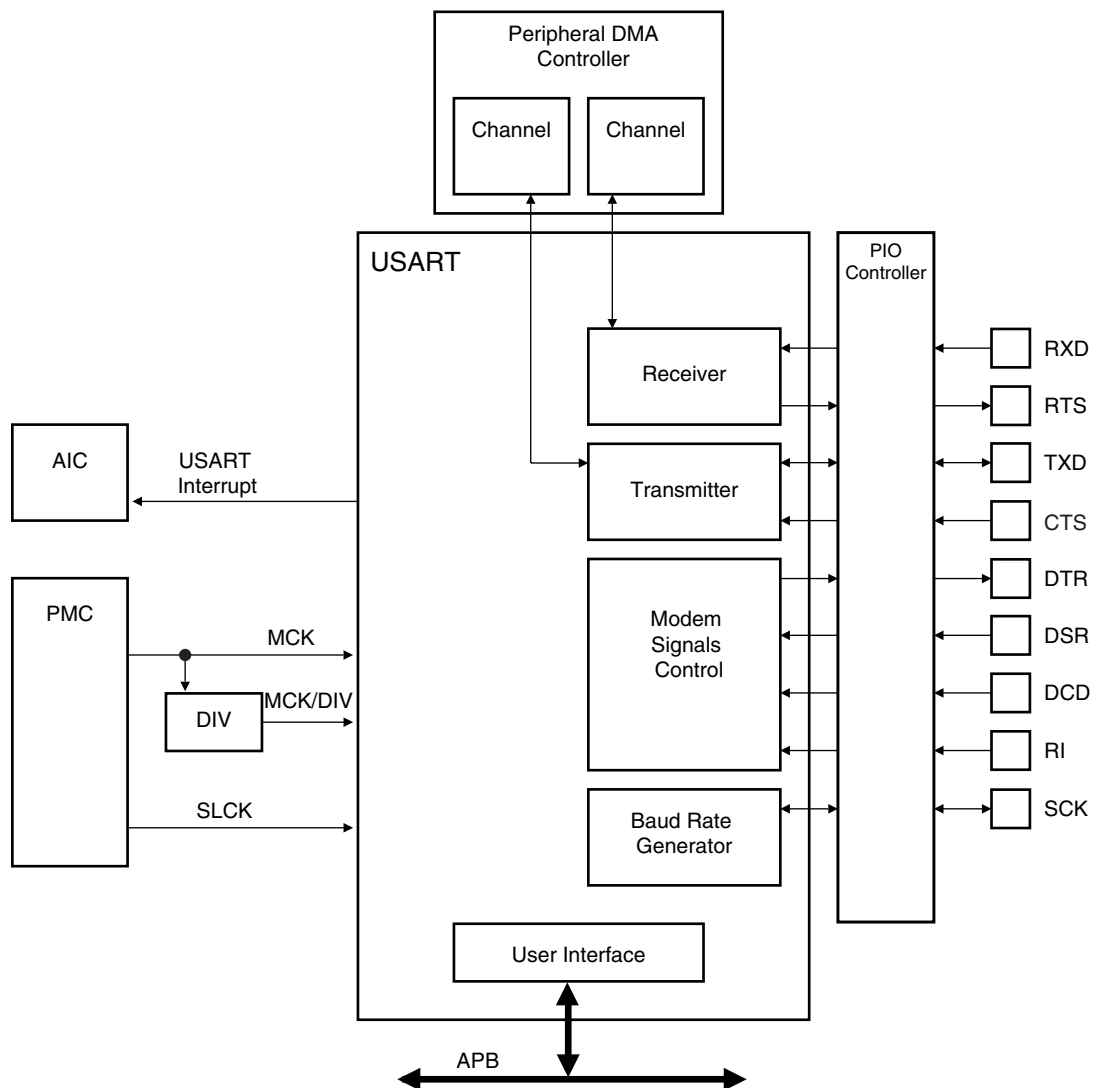 Peripheral DMA
Controller
Channel
Channel
USART
PIO
Controller
Receiver
RXD
RTS
AIC
USART
Interrupt
Transmitter
TXD
CTS
PMC
MCK
DIV
MCK/DIV
SLCK
Modem
Signals
Control
DTR
DSR
DCD
RI
Baud Rate
Generator
SCK
User Interface
APB